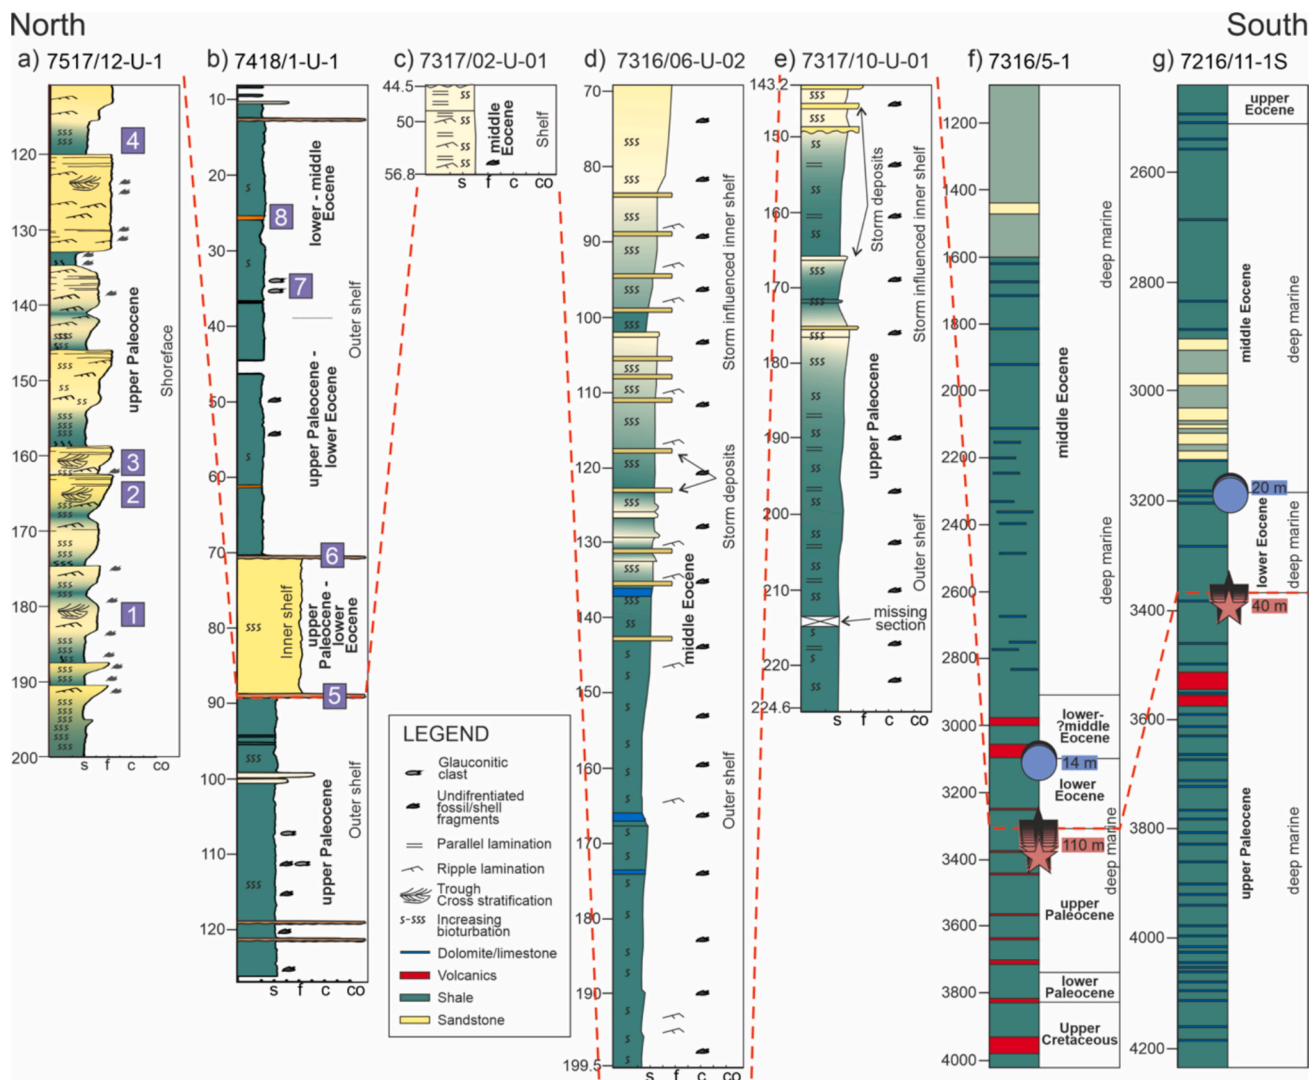 North
South
a) 7517/12-U-1
b) 7418/1-U-1
c) 7317/02-U-01
d) 7316/06-U-02
e) 7317/10-U-01
f) 7316/5-1
g) 7216/11-1S
120
130
140
150
160
170
180
190
200
s f c co
4
3
2
1
upper Paleocene
Shoreface
10
20
30
40
50
60
70
80
90
100
110
120
s f c co
8
7
6
5
lower - middle
Eocene
Outer shelf
upper Paleocene -
lower Eocene
Inner shelf
upper
Paleocene -
lower
Eocene
upper Paleocene
Outer shelf
44.5
50
56.8
s f c co
middle
Eocene
Shelf
LEGEND
Glauconitic
clast
Undifrentiated
fossil/shell
fragments
Parallel lamination
Ripple lamination
Trough
Cross stratification
s-sss
Increasing
bioturbation
Dolomite/limestone
Volcanics
Shale
Sandstone
70
80
90
100
110
120
130
140
150
160
170
180
190
199.5
s f c co
Storm influenced inner shelf
Storm deposits
middle Eocene
Outer shelf
143.2
150
160
170
180
190
200
210
220
224.6
s f c co
Storm deposits
Storm influenced inner shelf
upper Paleocene
Outer shelf
missing
section
1200
1400
1600
1800
2000
2200
2400
2600
2800
3000
3200
3400
3600
3800
4000
deep marine
middle Eocene
deep marine
lower-
?middle
Eocene
14 m
lower
Eocene
110 m
deep marine
upper
Paleocene
lower
Paleocene
Upper
Cretaceous
2600
2800
3000
3200
3400
3600
3800
4000
4200
upper
Eocene
middle Eocene
deep marine
20 m
lower Eocene
deep marine
40 m
upper Paleocene
deep marine